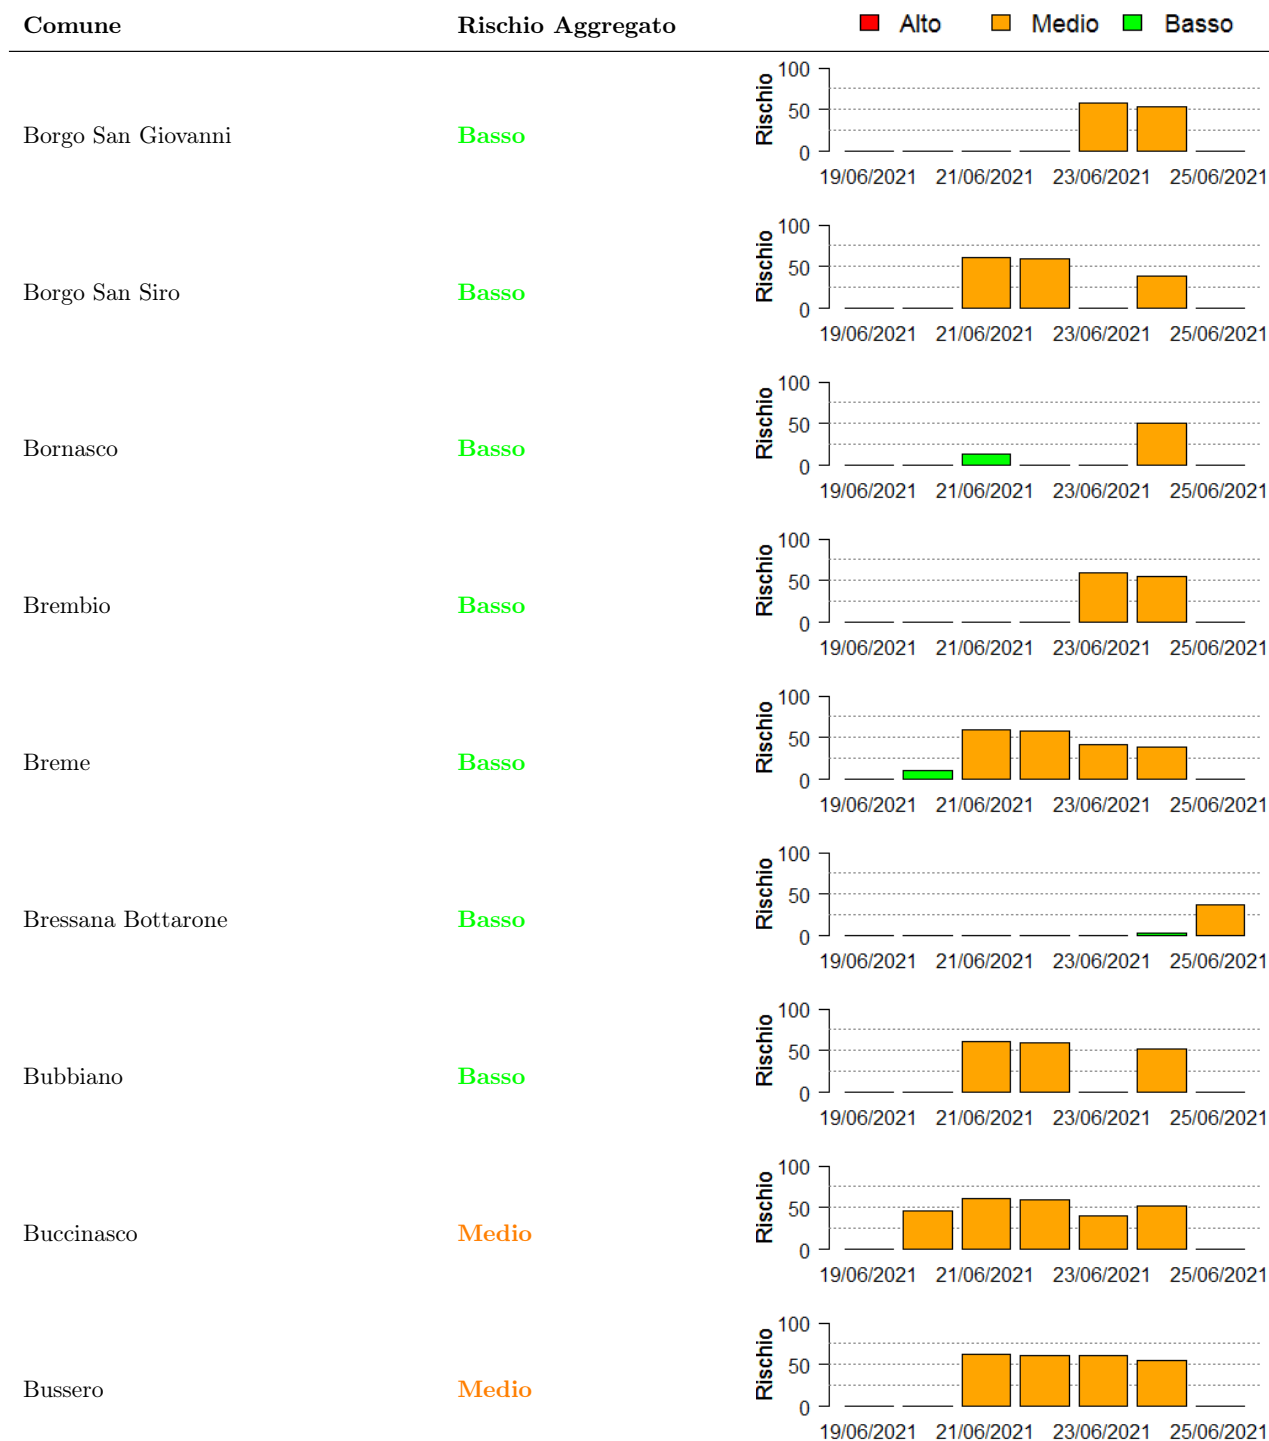 Comune Rischio Aggregato Alto Medio Basso
100
50
0
Rischio
Borgo San Giovanni Basso
19/06/2021 21/06/2021 23/06/2021 25/06/2021
100
50
0
Rischio
Borgo San Siro Basso
19/06/2021 21/06/2021 23/06/2021 25/06/2021
100
50
0
Rischio
Bornasco Basso
19/06/2021 21/06/2021 23/06/2021 25/06/2021
100
50
0
Rischio
Brembio Basso
19/06/2021 21/06/2021 23/06/2021 25/06/2021
100
50
0
Rischio
Breme Basso
19/06/2021 21/06/2021 23/06/2021 25/06/2021
100
50
0
Rischio
Bressana Bottarone Basso
19/06/2021 21/06/2021 23/06/2021 25/06/2021
100
50
0
Rischio
Bubbiano Basso
19/06/2021 21/06/2021 23/06/2021 25/06/2021
100
50
0
Rischio
Buccinasco Medio
19/06/2021 21/06/2021 23/06/2021 25/06/2021
100
50
0
Rischio
Bussero Medio
19/06/2021 21/06/2021 23/06/2021 25/06/2021